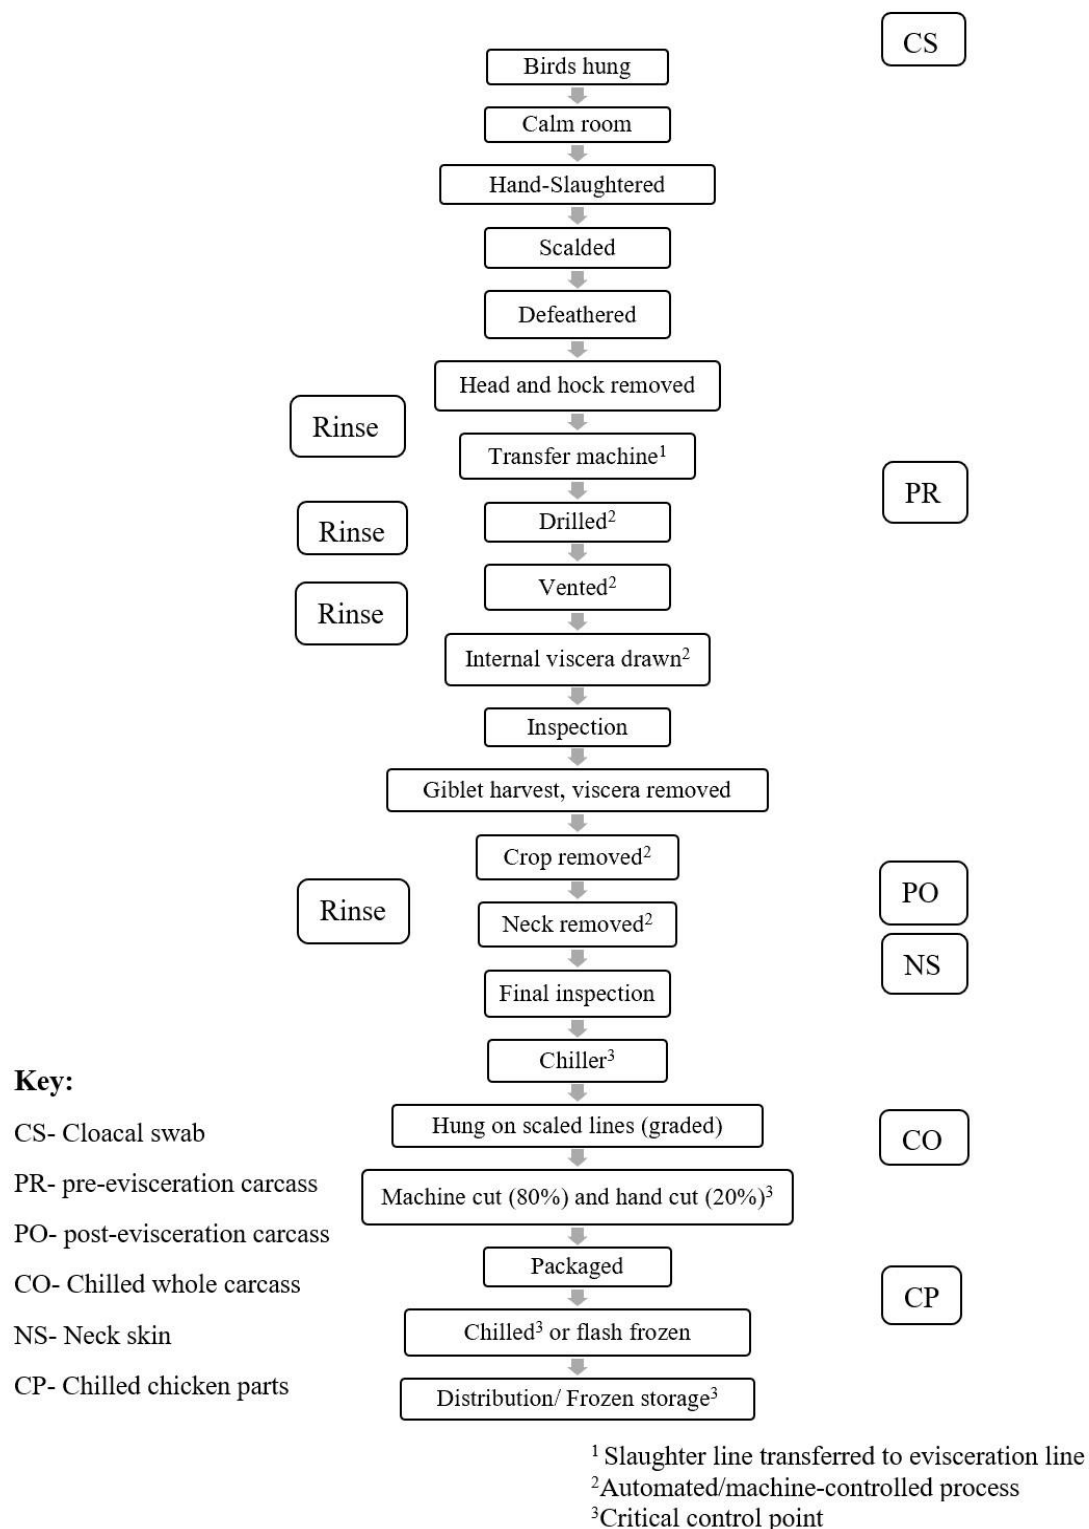 CS
Birds hung
Calm room
Hand-Slaughtered
Scalded
Defeathered
Head and hock removed
Rinse
Transfer machine¹
PR
Rinse
Drilled²
Vented²
Rinse
Internal viscera drawn²
Inspection
Giblet harvest, viscera removed
Crop removed²
PO
Rinse
Neck removed²
NS
Final inspection
Chiller³
Hung on scaled lines (graded)
CO
Machine cut (80%) and hand cut (20%)³
Packaged
CP
Chilled³ or flash frozen
Distribution/ Frozen storage³
Key:
CS- Cloacal swab
PR- pre-evisceration carcass
PO- post-evisceration carcass
CO- Chilled whole carcass
NS- Neck skin
CP- Chilled chicken parts
¹ Slaughter line transferred to evisceration line
²Automated/machine-controlled process
³Critical control point